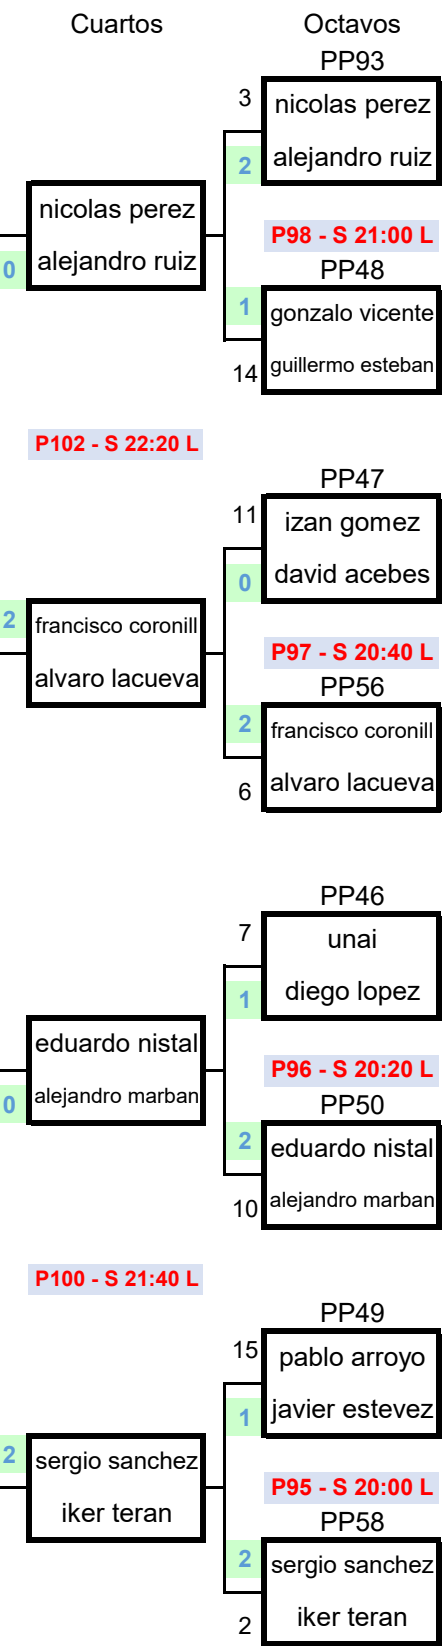 Cuartos
Octavos
PP93
3
nicolas perez
2
alejandro ruiz
nicolas perez
0
alejandro ruiz
P98 - S 21:00 L
PP48
1
gonzalo vicente
14
guillermo esteban
P102 - S 22:20 L
PP47
11
izan gomez
0
david acebes
2
francisco coronill
alvaro lacueva
P97 - S 20:40 L
PP56
2
francisco coronill
6
alvaro lacueva
PP46
7
unai
1
diego lopez
eduardo nistal
0
alejandro marban
P96 - S 20:20 L
PP50
2
eduardo nistal
10
alejandro marban
P100 - S 21:40 L
PP49
15
pablo arroyo
1
javier estevez
2
sergio sanchez
iker teran
P95 - S 20:00 L
PP58
2
sergio sanchez
2
iker teran